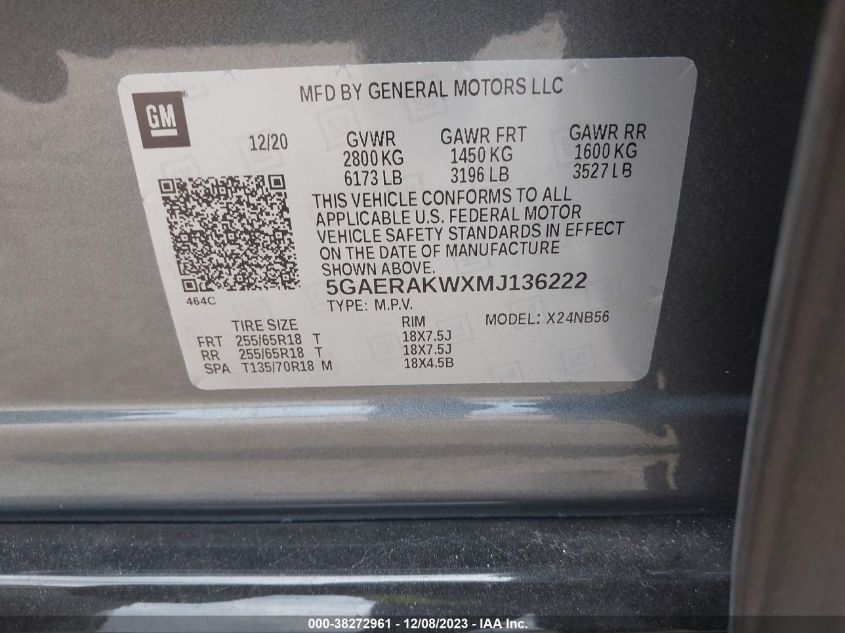 GM
MFD BY GENERAL MOTORS LLC
12/20 GVWR GAWR FRT GAWR RR
2800 KG 1450 KG 1600 KG
6173 LB 3196 LB 3527 LB
THIS VEHICLE CONFORMS TO ALL
APPLICABLE U.S. FEDERAL MOTOR
VEHICLE SAFETY STANDARDS IN EFFECT
ON THE DATE OF MANUFACTURE
SHOWN ABOVE.
464C
5GAERAKWXMJ136222
TYPE: M.P.V.
MODEL: X24NB56
TIRE SIZE RIM
FRT 255/65R18 T 18X7.5J
RR 255/65R18 T 18X7.5J
SPA T135/70R18 M 18X4.5B
000-38272961 - 12/08/2023 - IAA Inc.